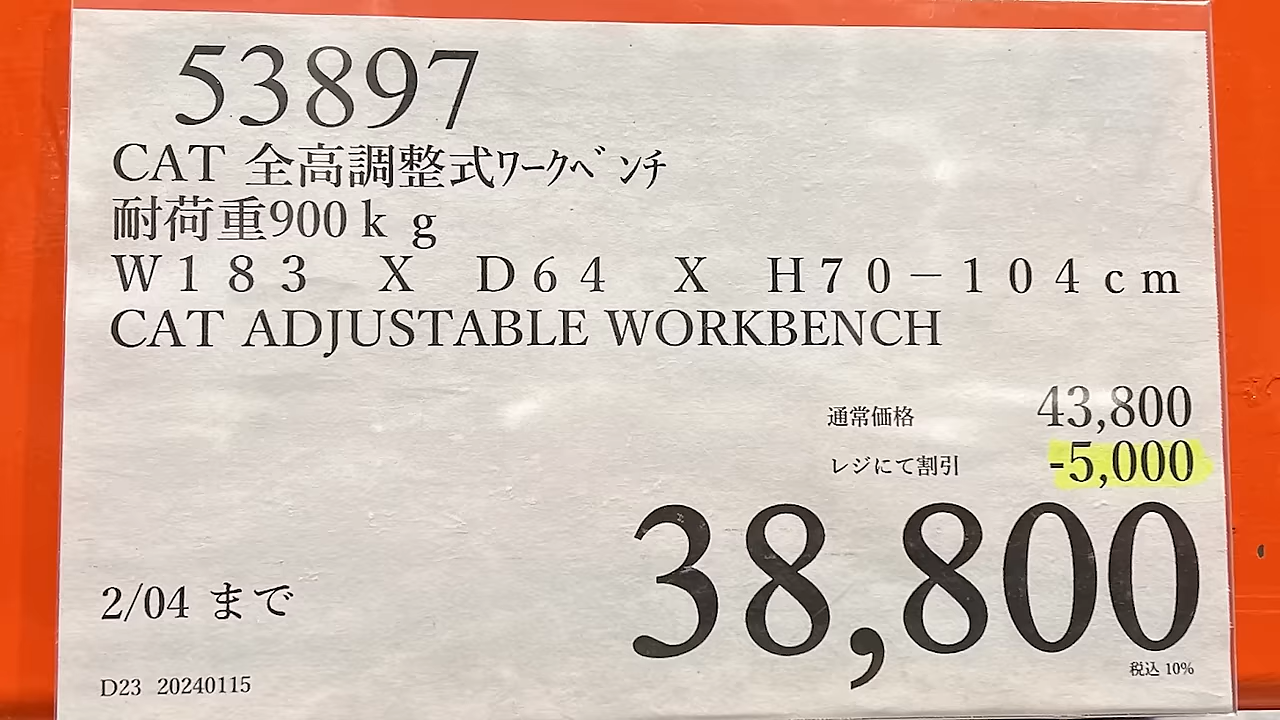 53897
CAT 全高調整式ﾜｰｸﾍﾞﾝﾁ
耐荷重900ｋｇ
Ｗ１８３　Ｘ　Ｄ６４　Ｘ　Ｈ７０－１０４ｃｍ
CAT ADJUSTABLE WORKBENCH
通常価格 43,800
レジにて割引 -5,000
38,800
2/04 まで
税込 10%
D23 20240115